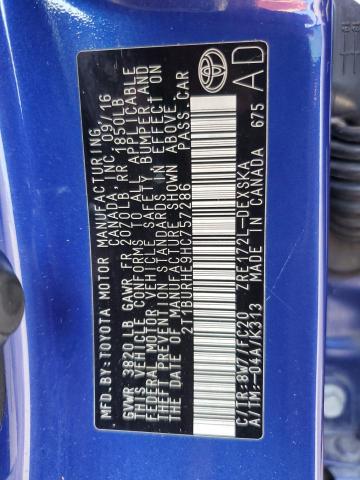 MFD.BY:TOYOTA MOTOR MANUFACTURING,
CANADA, INC. 09/16
GVWR 3820LB GAWR FR 2070LB RR 1850LB
THIS VEHICLE CONFORMS TO ALL APPLICABLE
FEDERAL MOTOR VEHICLE SAFETY, BUMPER, AND
THEFT PREVENTION STANDARDS IN EFFECT ON
THE DATE OF MANUFACTURE SHOWN ABOVE.
2T1BURHE9HC757286 PASS.CAR
C/TR:8W7/FC20 ZRE172L-DEXSKA AD
A/TM:-04A/K313 MADE IN CANADA 675